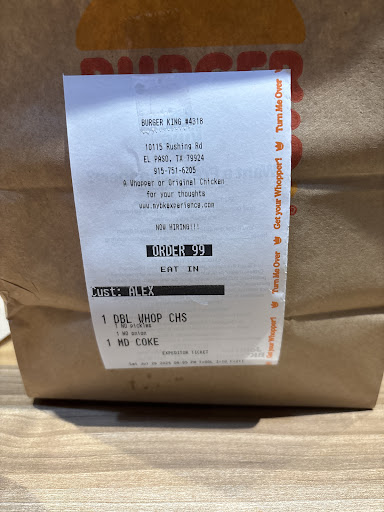 BURGER
BURGER KING #4318
10115 Rushing Rd
EL PASO, TX 79924
915-751-6205
A Whopper or Original Chicken
for your thoughts
www.mybkexperience.com
NOW HIRING!!!
ORDER 99
EAT IN
Cust: ALEX
1 DBL WHOP CHS
1 NO pickles
1 NO onion
1 MD COKE
EXPEDITOR TICKET
Turn Me Over
Get your Whopper!
Turn Me Over
Get your Whopper!